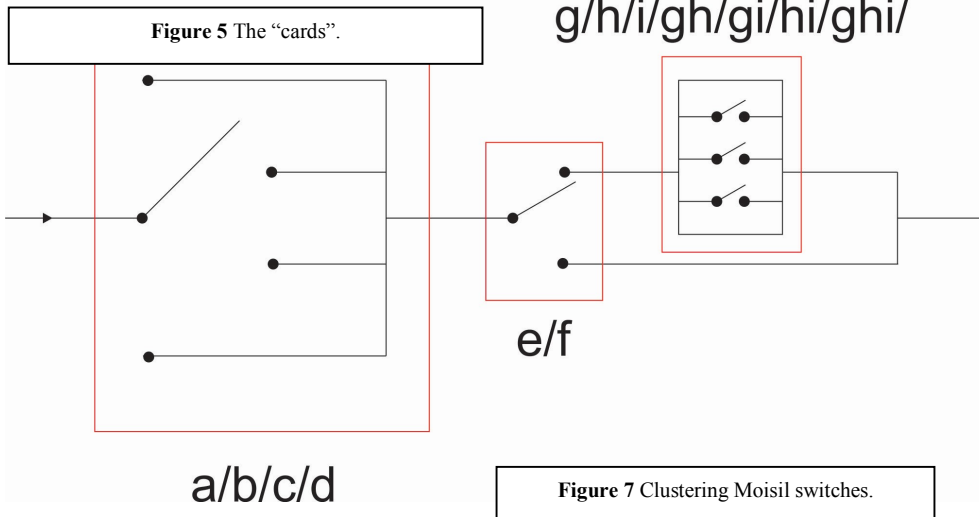 Figure 5 The “cards”.
g/h/i/gh/gi/hi/ghi/
e/f
a/b/c/d
Figure 7 Clustering Moisil switches.